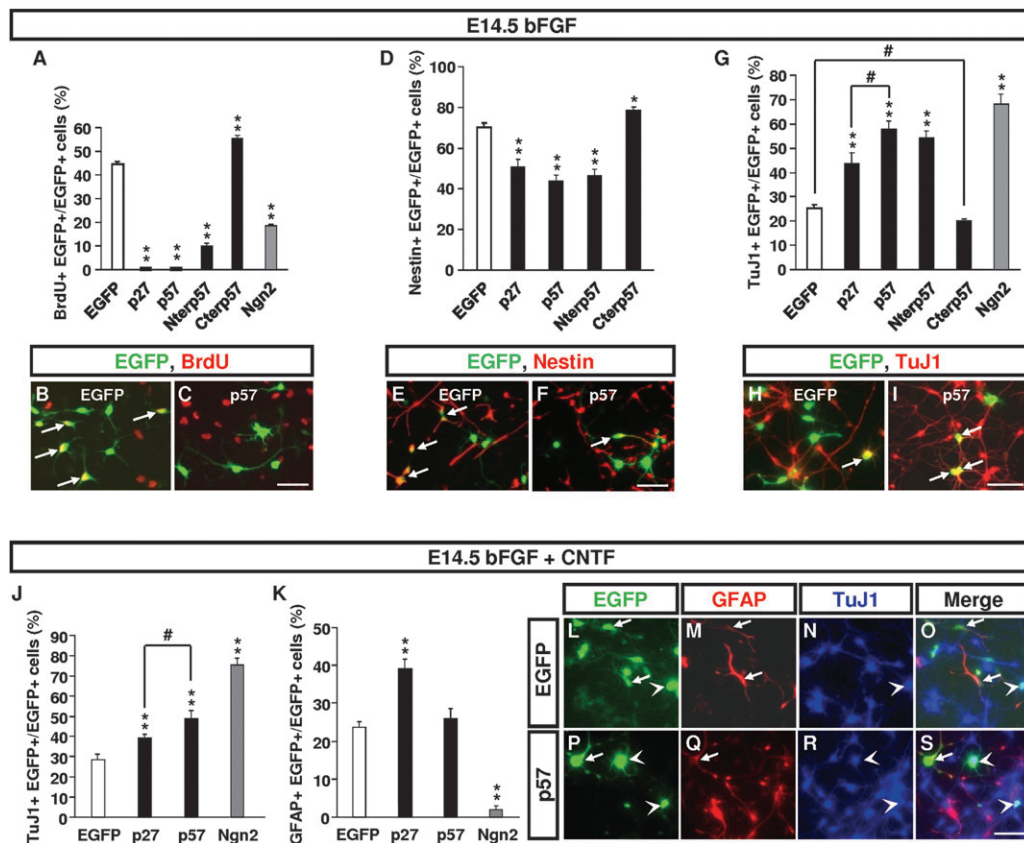 E14.5 bFGF
A
BrdU+ EGFP+/EGFP+ cells (%)
60
50
40
30
20
10
0
** ** ** ** **
EGFP p27 p57 Nterp57 Cterp57 Ngn2
D
Nestin+ EGFP+/EGFP+ cells (%)
100
80
60
40
20
0
** ** ** *
EGFP p27 p57 Nterp57 Cterp57
G
TuJ1+ EGFP+/EGFP+ cells (%)
80
70
60
50
40
30
20
10
0
#
#
** ** ** **
EGFP p27 p57 Nterp57 Cterp57 Ngn2
EGFP, BrdU
B EGFP
C p57
EGFP, Nestin
E EGFP
F p57
EGFP, TuJ1
H EGFP
I p57
E14.5 bFGF + CNTF
J
TuJ1+ EGFP+/EGFP+ cells (%)
90
80
70
60
50
40
30
20
10
0
#
** ** **
EGFP p27 p57 Ngn2
K
GFAP+ EGFP+/EGFP+ cells (%)
50
40
30
20
10
0
** **
EGFP p27 p57 Ngn2
EGFP GFAP TuJ1 Merge
EGFP
L M N O
p57
P Q R S